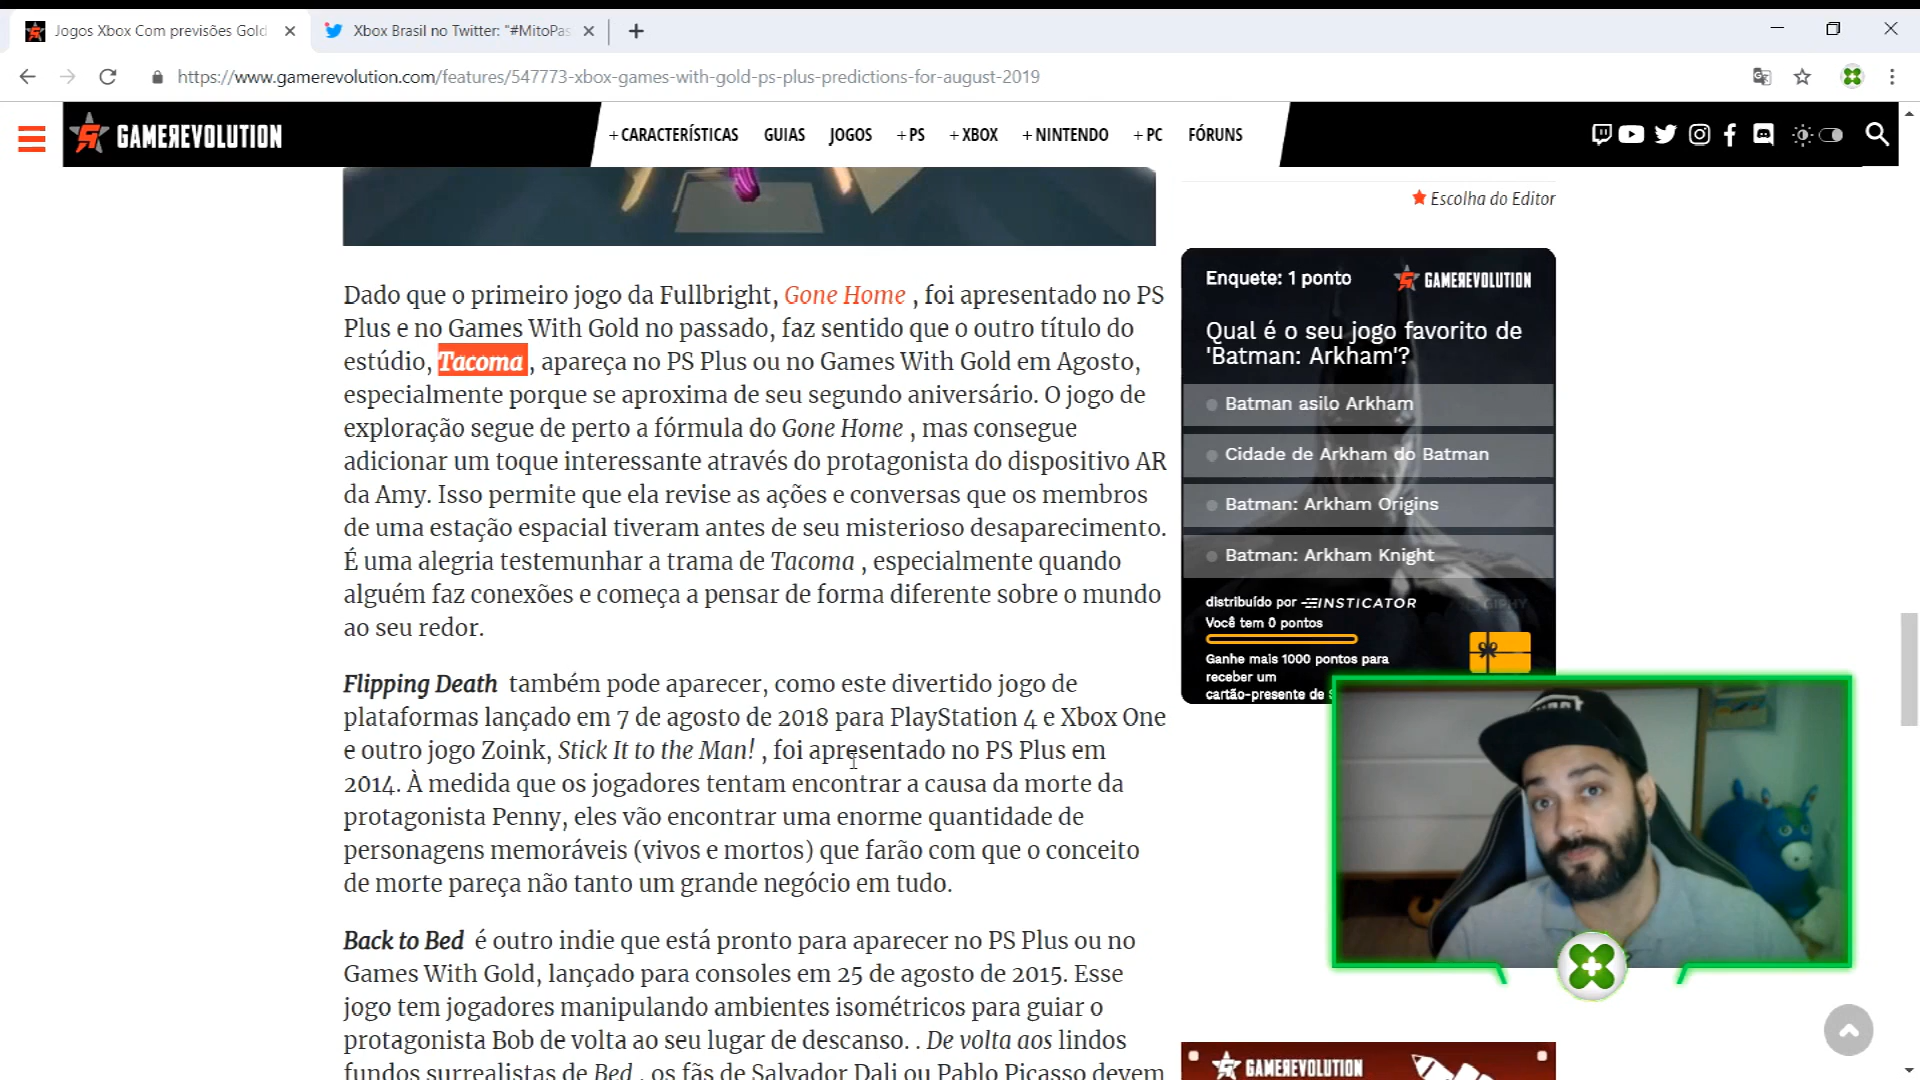 Jogos Xbox Com previsões Gold
Xbox Brasil no Twitter: "#MitoPas
https://www.gamerevolution.com/features/547773-xbox-games-with-gold-ps-plus-predictions-for-august-2019
GAMEREVOLUTION
+ CARACTERÍSTICAS GUIAS JOGOS + PS + XBOX + NINTENDO + PC FÓRUNS
Escolha do Editor
Dado que o primeiro jogo da Fullbright, Gone Home , foi apresentado no PS
Plus e no Games With Gold no passado, faz sentido que o outro título do
estúdio, Tacoma , apareça no PS Plus ou no Games With Gold em Agosto,
especialmente porque se aproxima de seu segundo aniversário. O jogo de
exploração segue de perto a fórmula do Gone Home , mas consegue
adicionar um toque interessante através do protagonista do dispositivo AR
da Amy. Isso permite que ela revise as ações e conversas que os membros
de uma estação espacial tiveram antes de seu misterioso desaparecimento.
É uma alegria testemunhar a trama de Tacoma , especialmente quando
alguém faz conexões e começa a pensar de forma diferente sobre o mundo
ao seu redor.
Flipping Death também pode aparecer, como este divertido jogo de
plataformas lançado em 7 de agosto de 2018 para PlayStation 4 e Xbox One
e outro jogo Zoink, Stick It to the Man! , foi apresentado no PS Plus em
2014. À medida que os jogadores tentam encontrar a causa da morte da
protagonista Penny, eles vão encontrar uma enorme quantidade de
personagens memoráveis (vivos e mortos) que farão com que o conceito
de morte pareça não tanto um grande negócio em tudo.
Back to Bed é outro indie que está pronto para aparecer no PS Plus ou no
Games With Gold, lançado para consoles em 25 de agosto de 2015. Esse
jogo tem jogadores manipulando ambientes isométricos para guiar o
protagonista Bob de volta ao seu lugar de descanso. . De volta aos lindos
fundos surrealistas de Bed , os fãs de Salvador Dali ou Pablo Picasso devem
Enquete: 1 ponto
GAMEREVOLUTION
Qual é o seu jogo favorito de
'Batman: Arkham'?
Batman asilo Arkham
Cidade de Arkham do Batman
Batman: Arkham Origins
Batman: Arkham Knight
distribuído por INSTICATOR
GIPHY
Você tem 0 pontos
Ganhe mais 1000 pontos para
receber um
cartão-presente de
GAMEREVOLUTION